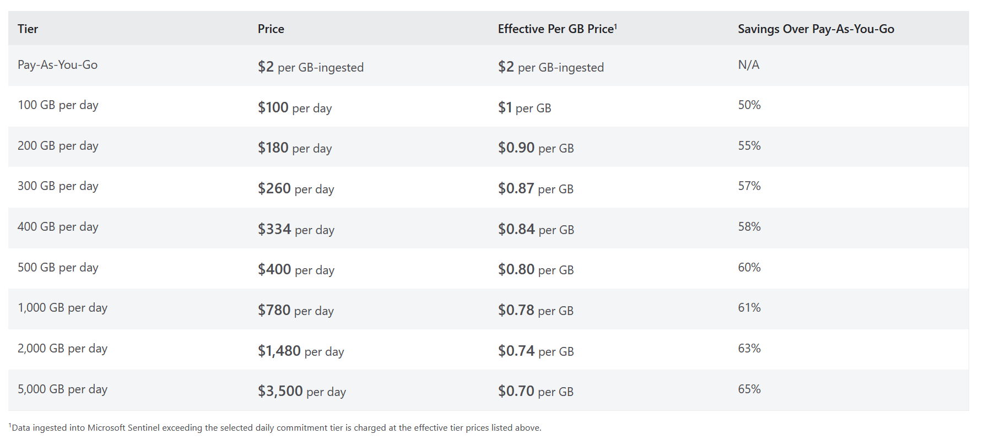 Tier Price Effective Per GB Price¹ Savings Over Pay-As-You-Go
Pay-As-You-Go $2 per GB-ingested $2 per GB-ingested N/A
100 GB per day $100 per day $1 per GB 50%
200 GB per day $180 per day $0.90 per GB 55%
300 GB per day $260 per day $0.87 per GB 57%
400 GB per day $334 per day $0.84 per GB 58%
500 GB per day $400 per day $0.80 per GB 60%
1,000 GB per day $780 per day $0.78 per GB 61%
2,000 GB per day $1,480 per day $0.74 per GB 63%
5,000 GB per day $3,500 per day $0.70 per GB 65%
¹Data ingested into Microsoft Sentinel exceeding the selected daily commitment tier is charged at the effective tier prices listed above.